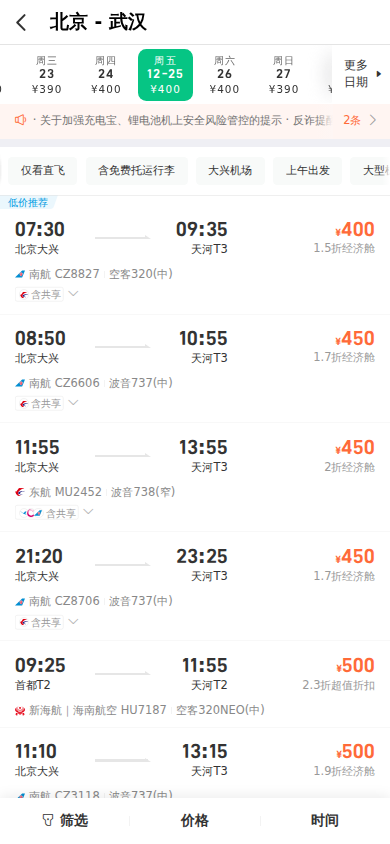 北京 - 武汉
周三 周四 周五 周六 周日
23 24 12-25 26 27
¥390 ¥400 ¥400 ¥400 ¥390
更多
日期
· 关于加强充电宝、锂电池机上安全风险管控的提示 · 反诈提 2条
仅看直飞 含免费托运行李 大兴机场 上午出发 大型
低价推荐
07:30 09:35 ¥400
北京大兴 天河T3 1.5折经济舱
南航 CZ8827 空客320(中)
含共享
08:50 10:55 ¥450
北京大兴 天河T3 1.7折经济舱
南航 CZ6606 波音737(中)
含共享
11:55 13:55 ¥450
北京大兴 天河T3 2折经济舱
东航 MU2452 波音738(窄)
含共享
21:20 23:25 ¥450
北京大兴 天河T3 1.7折经济舱
南航 CZ8706 波音737(中)
含共享
09:25 11:55 ¥500
首都T2 天河T2 2.3折超值折扣
新海航｜海南航空 HU7187 空客320NEO(中)
11:10 13:15 ¥500
北京大兴 天河T3 1.9折经济舱
南航 CZ3118 波音737(中)
筛选 价格 时间